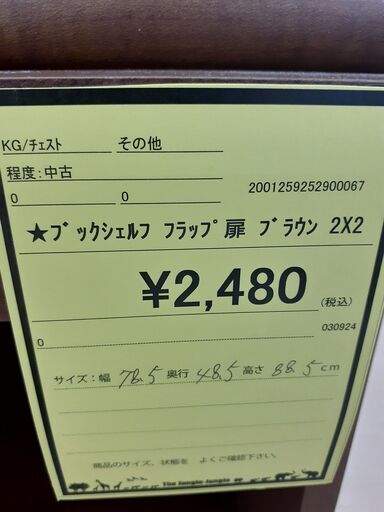 KG/ﾁｪｽﾄ その他
程度:中古
0 0 2001259252900067
★ﾌﾞｯｸｼｪﾙﾌ ﾌﾗｯﾌﾟ扉 ﾌﾞﾗｳﾝ 2X2
¥2,480 (税込)
0 030924
サイズ:幅 78.5 奥行 48.5 高さ 88.5 cm
商品のサイズ、状態を よくご確認下さい。
The Jungle Jungle